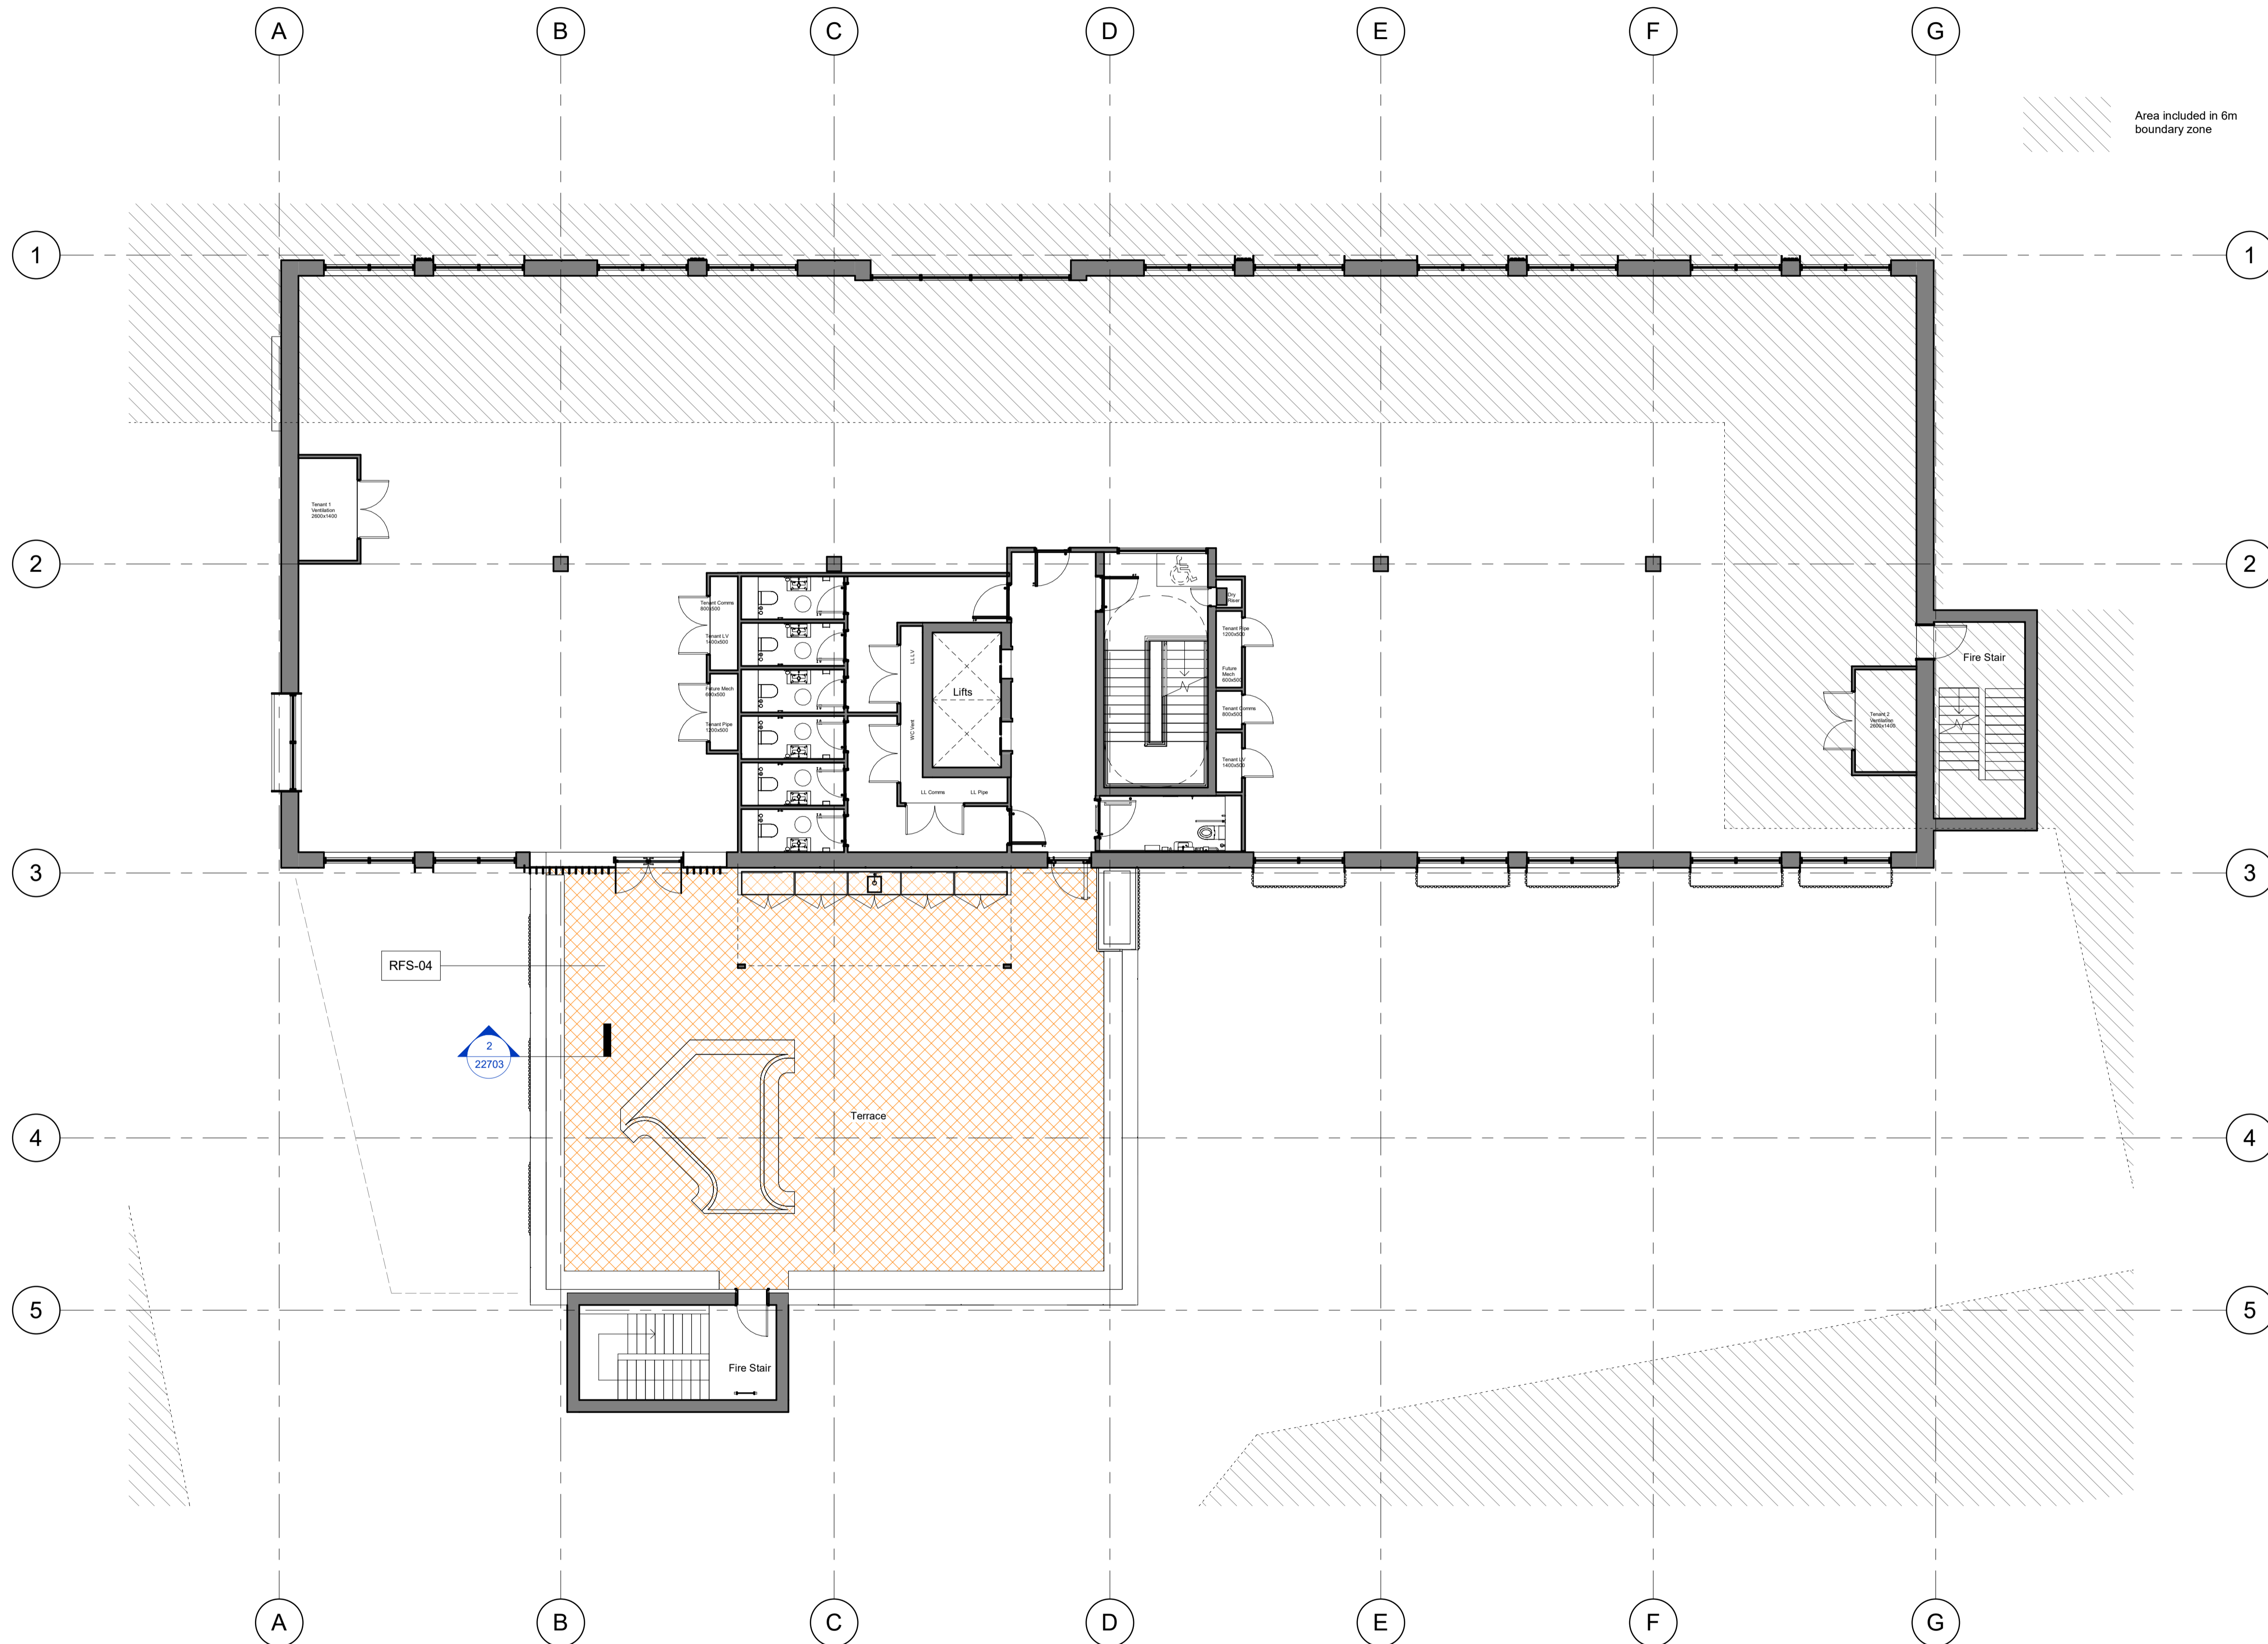 A
B
C
D
E
F
G
Area included in 6m
boundary zone
1
1
Tenant 1
Ventilation
2600x1400
2
2
Tenant Comms
800x500
Tenant LV
1400x500
Future Mech
600x500
Tenant Pipe
1200x500
LL LV
WC Vent
Lifts
LL Comms
LL Pipe
Dry
Riser
Tenant Pipe
1200x500
Future
Mech
600x500
Tenant Comms
800x500
Tenant LV
1400x500
Fire Stair
Tenant 2
Ventilation
2600x1400
3
3
RFS-04
2
22703
Terrace
4
4
5
5
Fire Stair
A
B
C
D
E
F
G